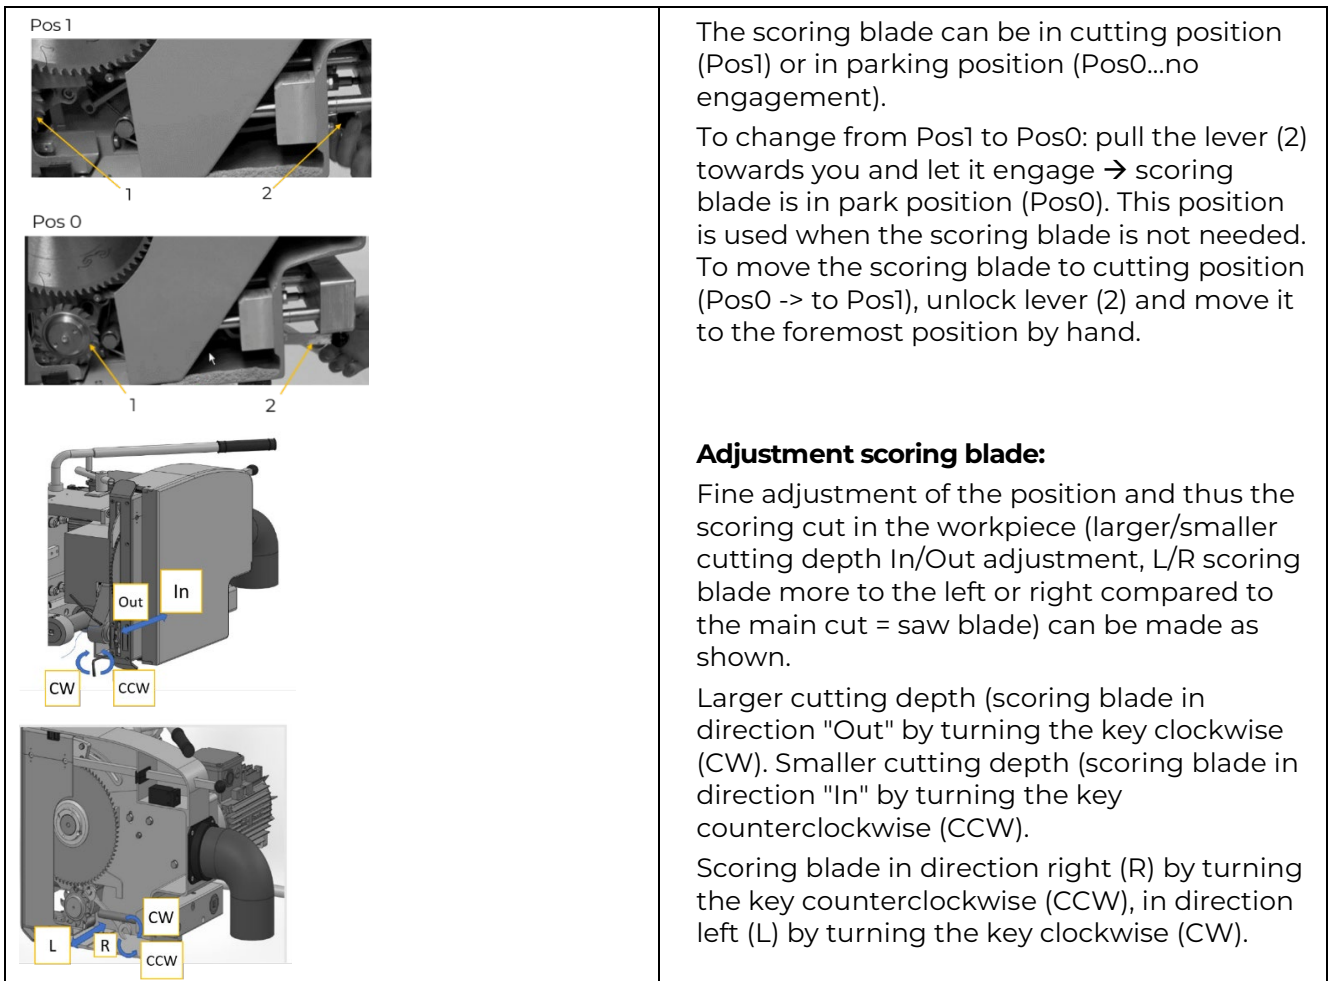 Pos 1
1
2
Pos 0
1
2
Out
In
CW
CCW
CW
L
R
CCW
The scoring blade can be in cutting position
(Pos1) or in parking position (Pos0...no
engagement).
To change from Pos1 to Pos0: pull the lever (2)
towards you and let it engage → scoring
blade is in park position (Pos0). This position
is used when the scoring blade is not needed.
To move the scoring blade to cutting position
(Pos0 -> to Pos1), unlock lever (2) and move it
to the foremost position by hand.
Adjustment scoring blade:
Fine adjustment of the position and thus the
scoring cut in the workpiece (larger/smaller
cutting depth In/Out adjustment, L/R scoring
blade more to the left or right compared to
the main cut = saw blade) can be made as
shown.
Larger cutting depth (scoring blade in
direction "Out" by turning the key clockwise
(CW). Smaller cutting depth (scoring blade in
direction "In" by turning the key
counterclockwise (CCW).
Scoring blade in direction right (R) by turning
the key counterclockwise (CCW), in direction
left (L) by turning the key clockwise (CW).